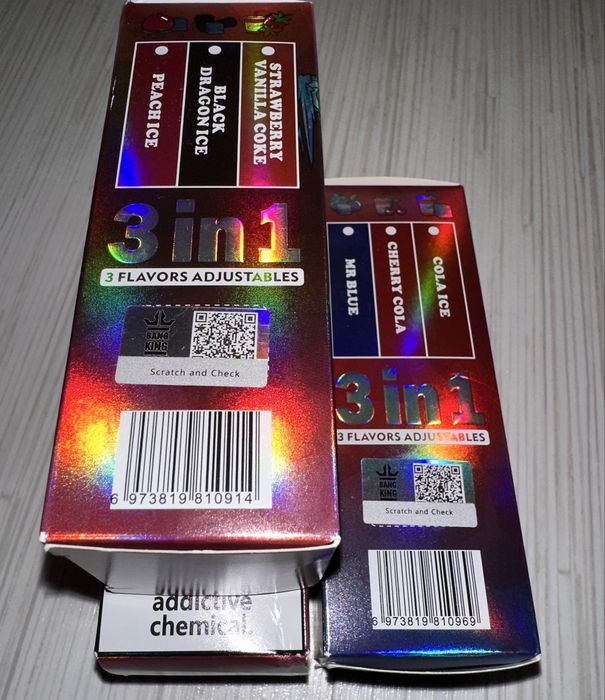 PEACH ICE
BLACK
DRAGON ICE
STRAWBERRY
VANILLA COKE
3 in 1
3 FLAVORS ADJUSTABLES
BANG
KING
Scratch and Check
6 973819 810914
addictive
chemical.
MR BLUE
CHERRY COLA
COLA ICE
3 in 1
3 FLAVORS ADJUSTABLES
BANG
KING
Scratch and Check
6 973819 810969